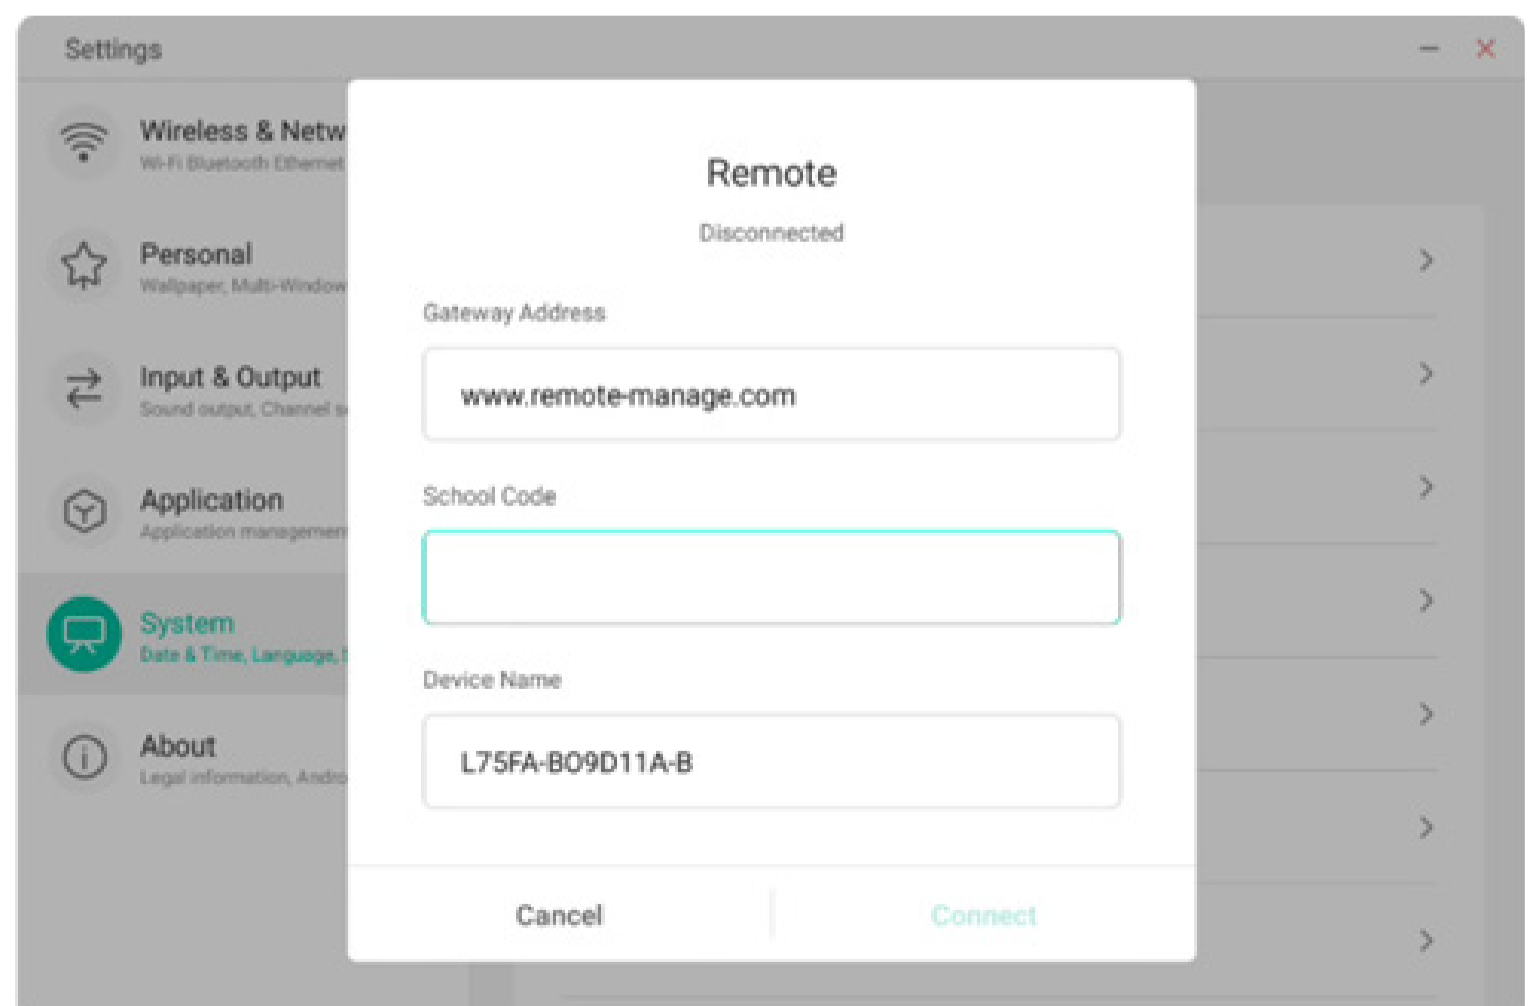 Settings
Wireless & Netw
Wi-Fi Bluetooth Ethernet
Personal
Wallpaper, Multi-Window
Input & Output
Sound output, Channel s
Application
Application managemen
System
Date & Time, Language,
About
Legal information, Andro
Remote
Disconnected
Gateway Address
www.remote-manage.com
School Code
Device Name
L75FA-BO9D11A-B
Cancel
Connect